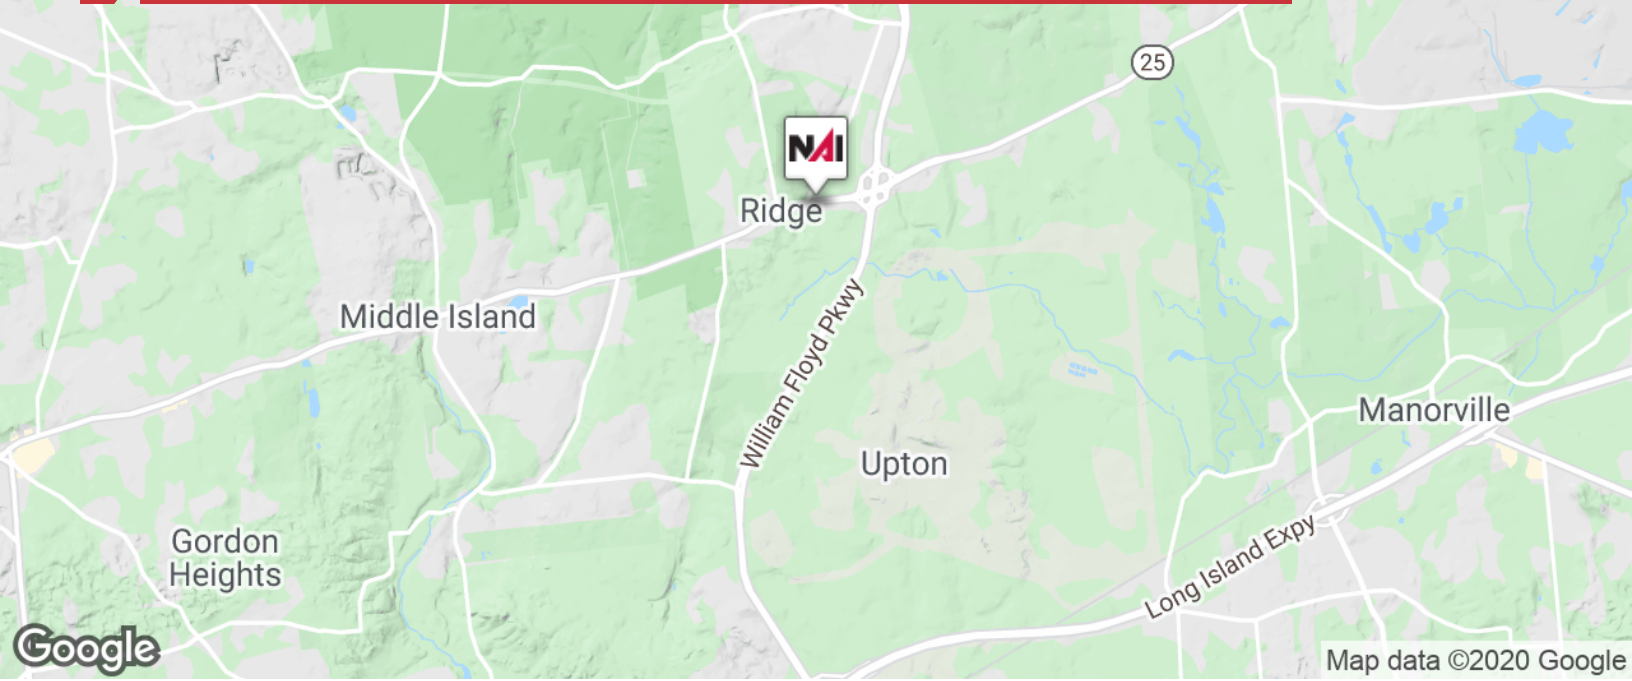 25
NAI
Ridge
Middle Island
William Floyd Pkwy
Manorville
Upton
Long Island Expy
Gordon
Heights
Google
Map data ©2020 Google